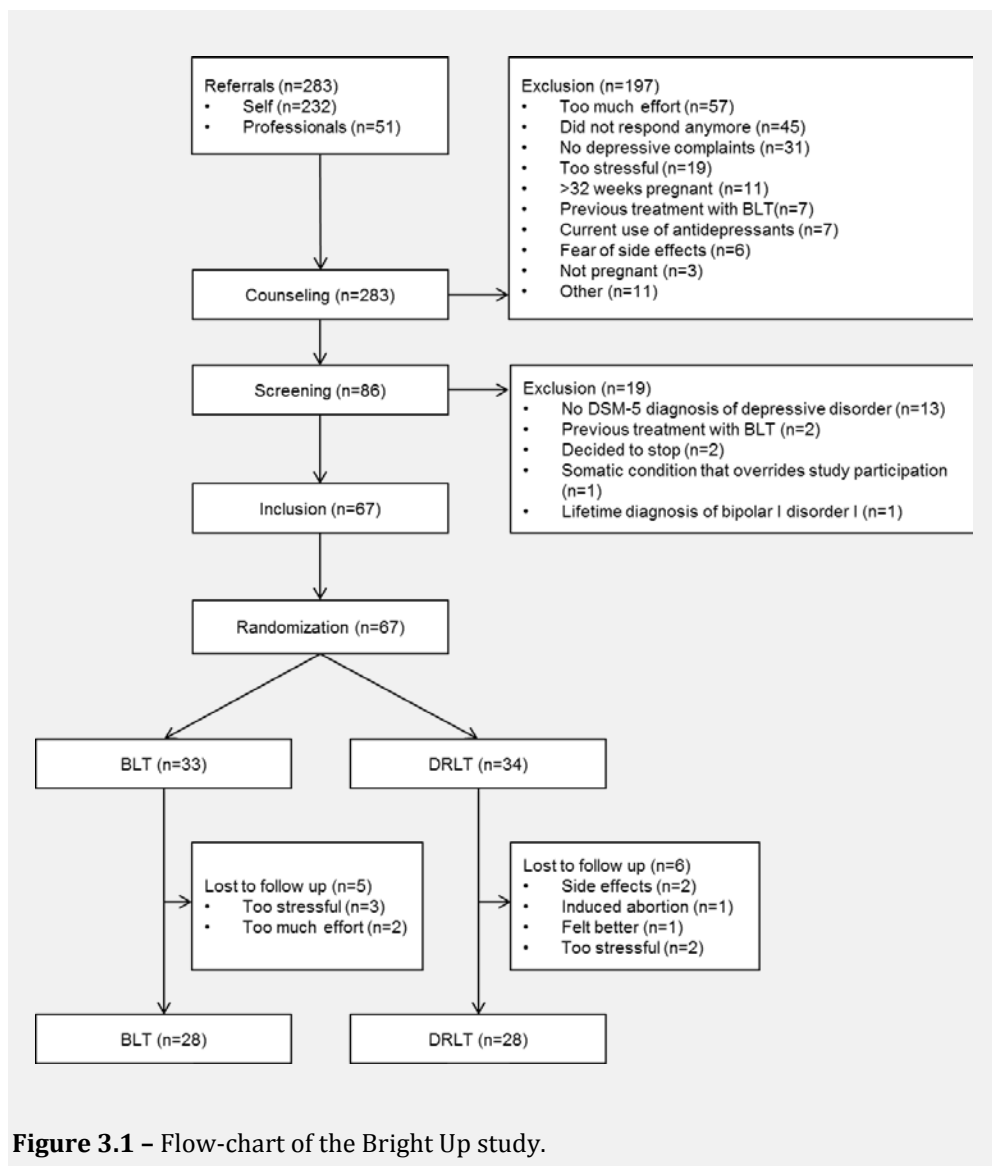 Referrals (n=283)
• Self (n=232)
• Professionals (n=51)
Exclusion (n=197)
• Too much effort (n=57)
• Did not respond anymore (n=45)
• No depressive complaints (n=31)
• Too stressful (n=19)
• >32 weeks pregnant (n=11)
• Previous treatment with BLT(n=7)
• Current use of antidepressants (n=7)
• Fear of side effects (n=6)
• Not pregnant (n=3)
• Other (n=11)
Counseling (n=283)
Screening (n=86)
Exclusion (n=19)
• No DSM-5 diagnosis of depressive disorder (n=13)
• Previous treatment with BLT (n=2)
• Decided to stop (n=2)
• Somatic condition that overrides study participation
(n=1)
• Lifetime diagnosis of bipolar I disorder I (n=1)
Inclusion (n=67)
Randomization (n=67)
BLT (n=33)
DRLT (n=34)
Lost to follow up (n=5)
• Too stressful (n=3)
• Too much effort (n=2)
Lost to follow up (n=6)
• Side effects (n=2)
• Induced abortion (n=1)
• Felt better (n=1)
• Too stressful (n=2)
BLT (n=28)
DRLT (n=28)
Figure 3.1 – Flow-chart of the Bright Up study.